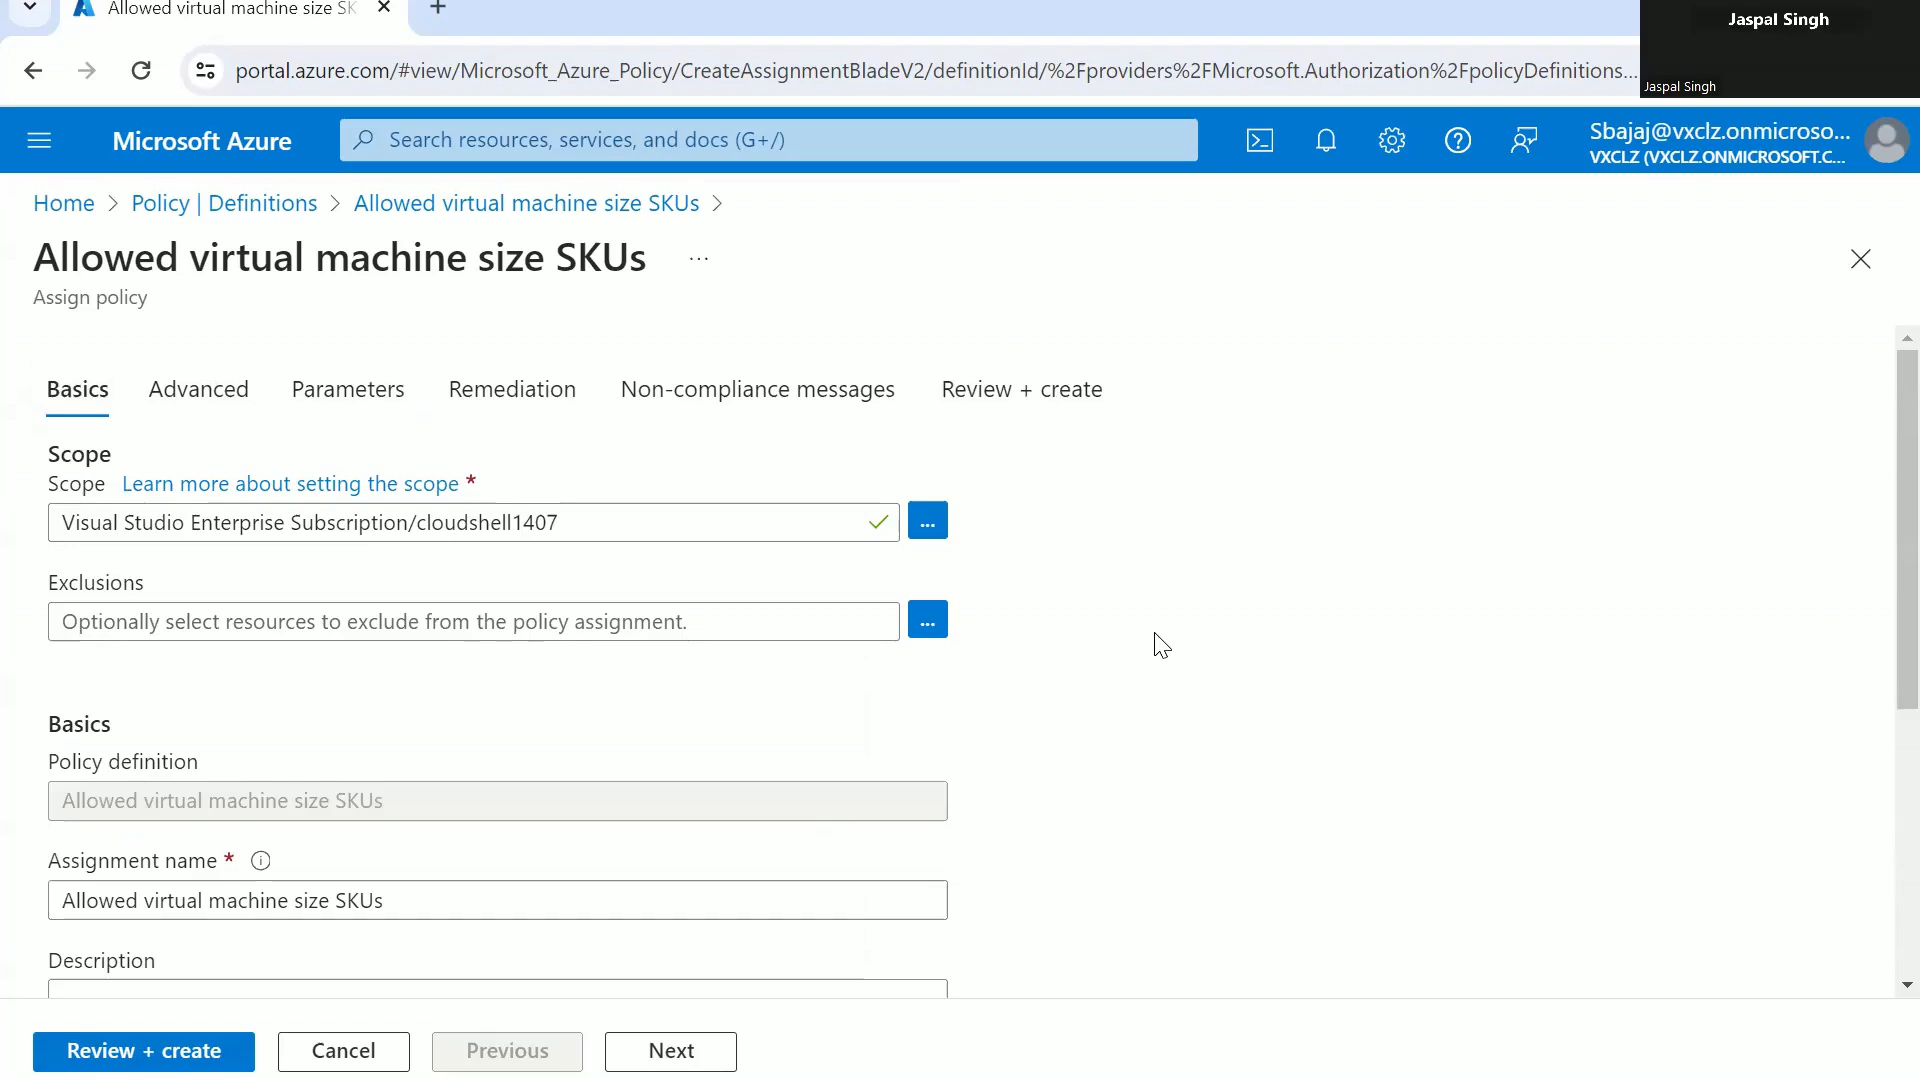 Allowed virtual machine size SK
Jaspal Singh
portal.azure.com/#view/Microsoft_Azure_Policy/CreateAssignmentBladeV2/definitionId/%2Fproviders%2FMicrosoft.Authorization%2FpolicyDefinitions...
Jaspal Singh
Microsoft Azure
Search resources, services, and docs (G+/)
Sbajaj@vxclz.onmicroso...
VXCLZ (VXCLZ.ONMICROSOFT.C...
Home > Policy | Definitions > Allowed virtual machine size SKUs >
Allowed virtual machine size SKUs ...
Assign policy
Basics Advanced Parameters Remediation Non-compliance messages Review + create
Scope
Scope Learn more about setting the scope *
Visual Studio Enterprise Subscription/cloudshell1407 ...
Exclusions
Optionally select resources to exclude from the policy assignment. ...
Basics
Policy definition
Allowed virtual machine size SKUs
Assignment name *
Allowed virtual machine size SKUs
Description
Review + create Cancel Previous Next